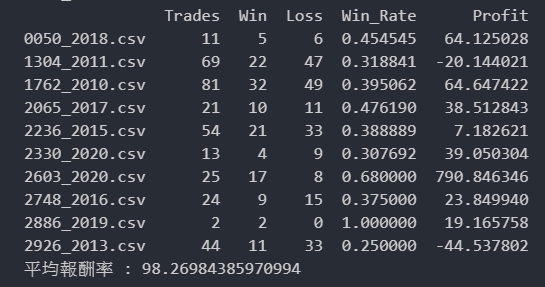 Trades Win Loss Win_Rate Profit
0050_2018.csv 11 5 6 0.454545 64.125028
1304_2011.csv 69 22 47 0.318841 -20.144021
1762_2010.csv 81 32 49 0.395062 64.647422
2065_2017.csv 21 10 11 0.476190 38.512843
2236_2015.csv 54 21 33 0.388889 7.182621
2330_2020.csv 13 4 9 0.307692 39.050304
2603_2020.csv 25 17 8 0.680000 790.846346
2748_2016.csv 24 9 15 0.375000 23.849940
2886_2019.csv 2 2 0 1.000000 19.165758
2926_2013.csv 44 11 33 0.250000 -44.537802
平均報酬率 : 98.26984385970994